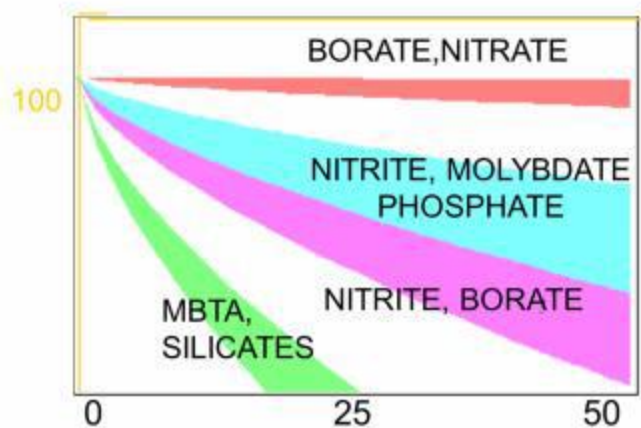 BORATE,NITRATE
100
NITRITE, MOLYBDATE
PHOSPHATE
NITRITE, BORATE
MBTA,
SILICATES
0 25 50